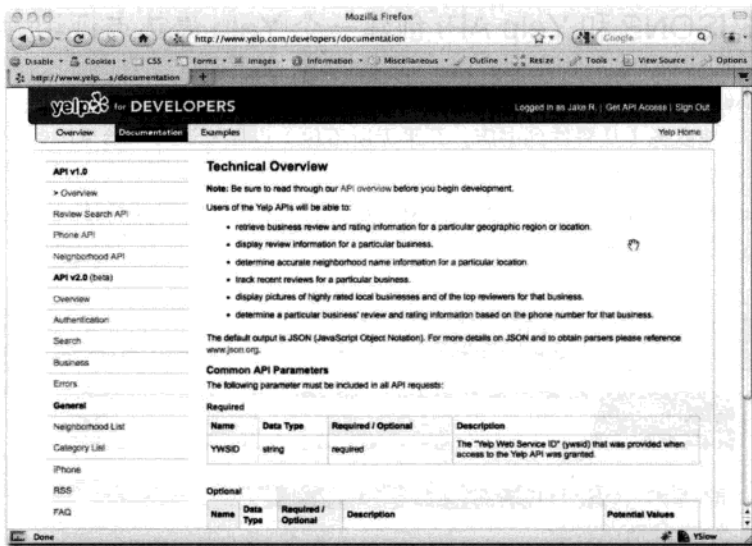 Mozilla Firefox
http://www.yelp.com/developers/documentation
Google
Disable Cookies CSS Forms Images Information Miscellaneous Outline Resize Tools View Source Options
http://www.yelp....s/documentation
yelp for DEVELOPERS
Logged in as Jake R. | Get API Access | Sign Out
Overview Documentation Examples Yelp Home
API v1.0
> Overview
Review Search API
Phone API
Neighborhood API
API v2.0 (beta)
Overview
Authentication
Search
Business
Errors
General
Neighborhood List
Category List
iPhone
RSS
FAQ
Technical Overview
Note: Be sure to read through our API overview before you begin development.
Users of the Yelp APIs will be able to:
• retrieve business review and rating information for a particular geographic region or location.
• display review information for a particular business.
• determine accurate neighborhood name information for a particular location.
• track recent reviews for a particular business.
• display pictures of highly rated local businesses and of the top reviewers for that business.
• determine a particular business' review and rating information based on the phone number for that business.
The default output is JSON (JavaScript Object Notation). For more details on JSON and to obtain parsers please reference
www.json.org.
Common API Parameters
The following parameter must be included in all API requests:
Required
Name Data Type Required / Optional Description
YWSID string required The "Yelp Web Service ID" (ywsid) that was provided when
access to the Yelp API was granted.
Optional
Name Data Type Required / Optional Description Potential Values
Done
YSlow